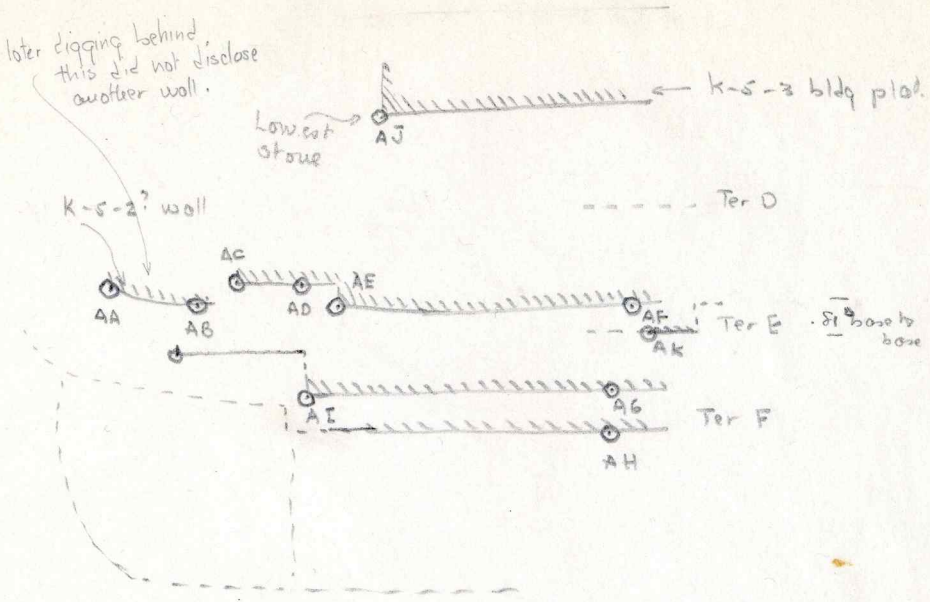 later digging behind
this did not disclose
another wall.
K-5-3 bldg plat.
Lowest
stone
AJ
Ter D
K-5-2? wall
AC
AE
AA
AB
AD
AF
Ter E
base to
base
AK
AI
AG
Ter F
AH